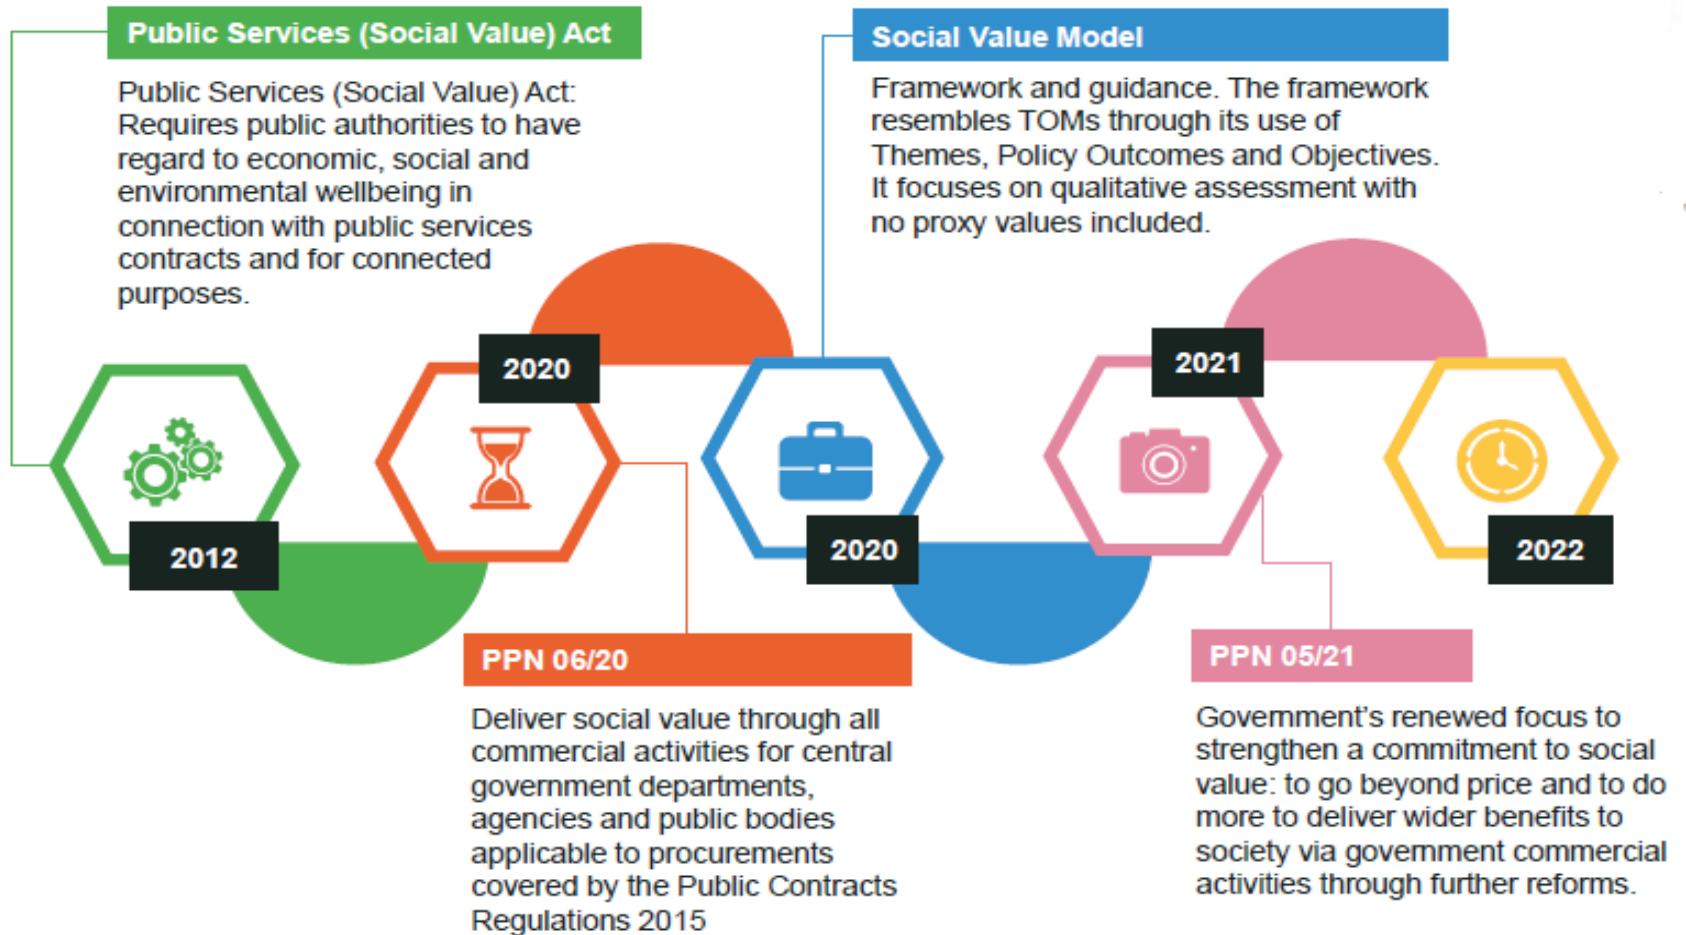 Public Services (Social Value) Act
Public Services (Social Value) Act:
Requires public authorities to have
regard to economic, social and
environmental wellbeing in
connection with public services
contracts and for connected
purposes.
Social Value Model
Framework and guidance. The framework
resembles TOMs through its use of
Themes, Policy Outcomes and Objectives.
It focuses on qualitative assessment with
no proxy values included.
2012
2020
2020
2021
2022
PPN 06/20
Deliver social value through all
commercial activities for central
government departments,
agencies and public bodies
applicable to procurements
covered by the Public Contracts
Regulations 2015
PPN 05/21
Government's renewed focus to
strengthen a commitment to social
value: to go beyond price and to do
more to deliver wider benefits to
society via government commercial
activities through further reforms.